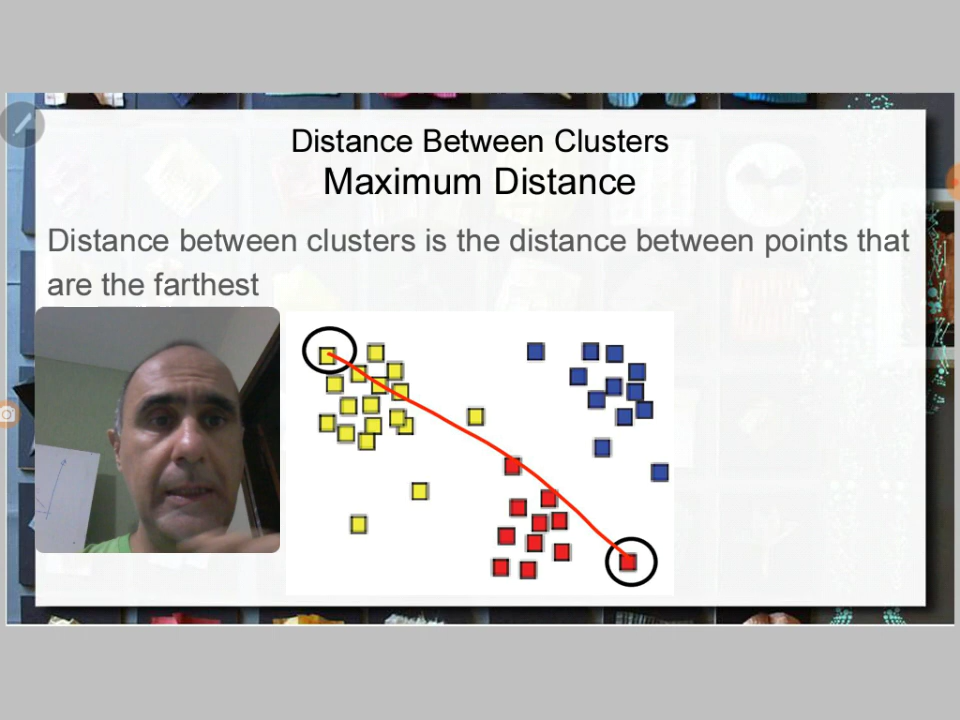 Distance Between Clusters
Maximum Distance
Distance between clusters is the distance between points that
are the farthest